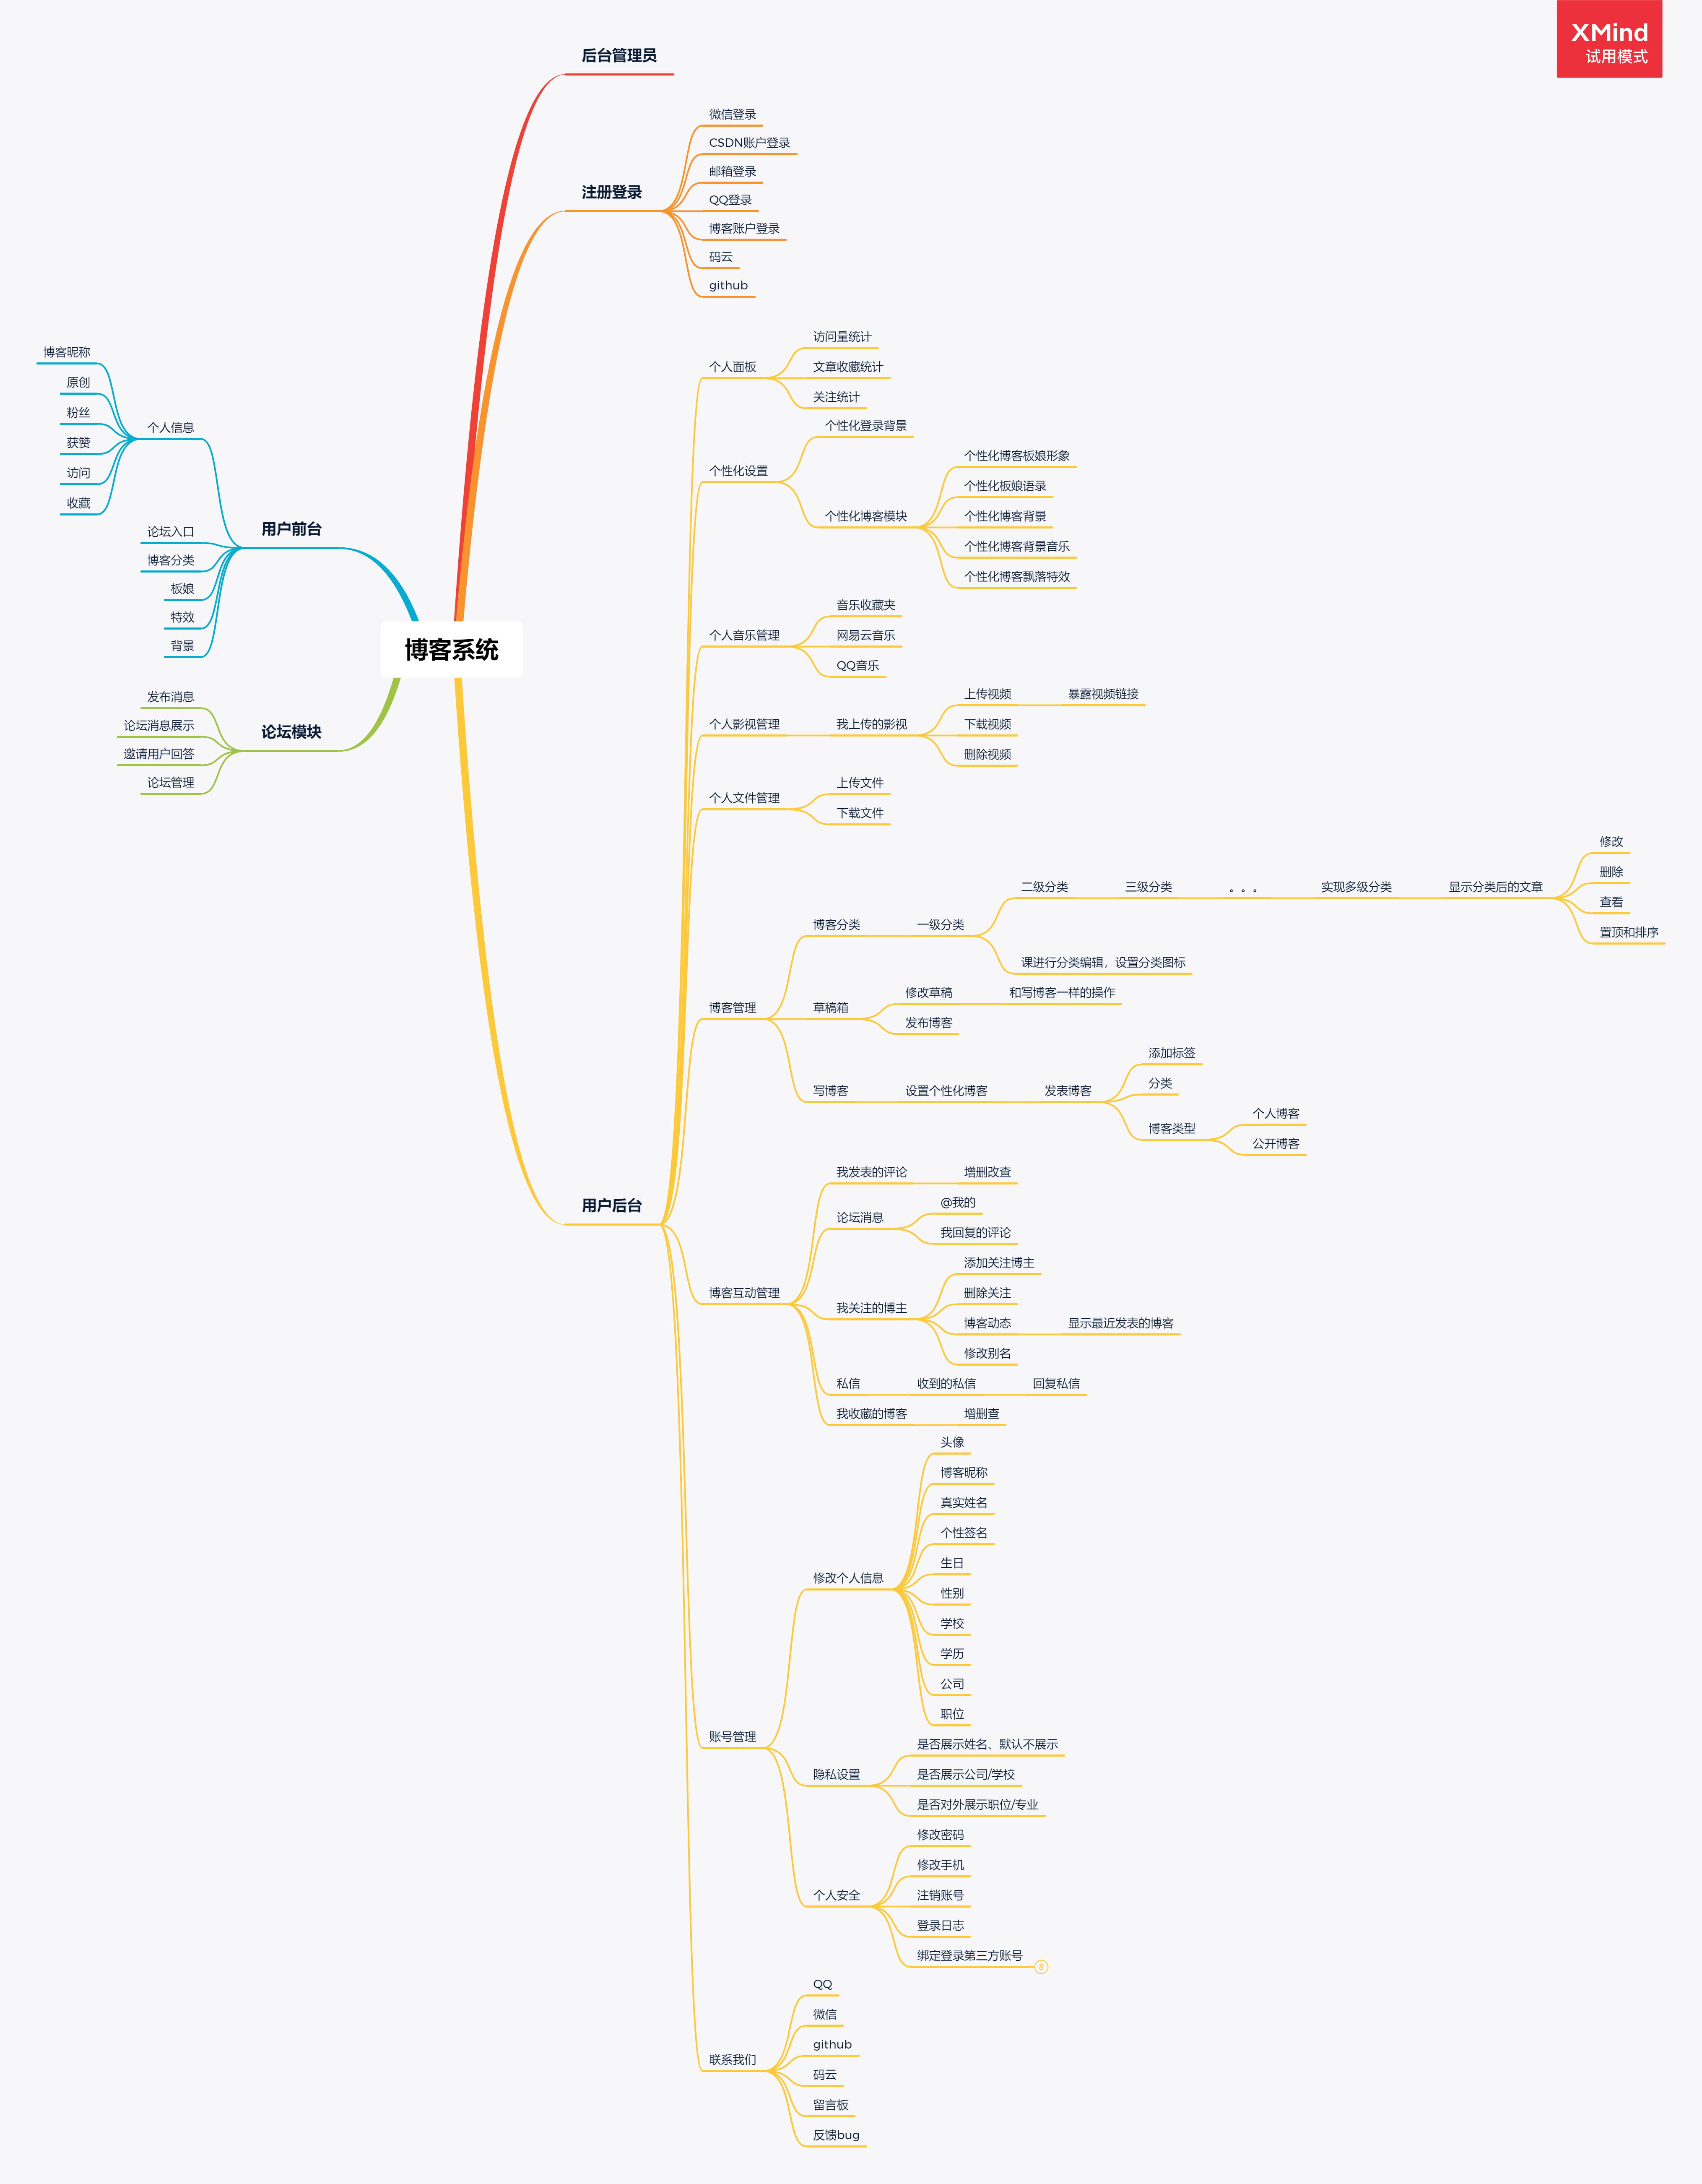 XMind
试用模式
后台管理员
注册登录
微信登录
CSDN账户登录
邮箱登录
QQ登录
博客账户登录
码云
github
博客系统
用户前台
个人信息
博客昵称
原创
粉丝
获赞
访问
收藏
论坛入口
博客分类
板娘
特效
背景
论坛模块
发布消息
论坛消息展示
邀请用户回答
论坛管理
用户后台
个人面板
访问量统计
文章收藏统计
关注统计
个性化设置
个性化登录背景
个性化博客模块
个性化博客板娘形象
个性化板娘语录
个性化博客背景
个性化博客背景音乐
个性化博客飘落特效
个人音乐管理
音乐收藏夹
网易云音乐
QQ音乐
个人影视管理
我上传的影视
上传视频
暴露视频链接
下载视频
删除视频
个人文件管理
上传文件
下载文件
博客管理
博客分类
一级分类
二级分类
三级分类
。。。
实现多级分类
显示分类后的文章
修改
删除
查看
置顶和排序
课进行分类编辑，设置分类图标
草稿箱
修改草稿
和写博客一样的操作
发布博客
写博客
设置个性化博客
发表博客
添加标签
分类
博客类型
个人博客
公开博客
博客互动管理
我发表的评论
增删改查
论坛消息
@我的
我回复的评论
我关注的博主
添加关注博主
删除关注
博客动态
显示最近发表的博客
修改别名
私信
收到的私信
回复私信
我收藏的博客
增删查
账号管理
修改个人信息
头像
博客昵称
真实姓名
个性签名
生日
性别
学校
学历
公司
职位
隐私设置
是否展示姓名、默认不展示
是否展示公司/学校
是否对外展示职位/专业
个人安全
修改密码
修改手机
注销账号
登录日志
绑定登录第三方账号
8
联系我们
QQ
微信
github
码云
留言板
反馈bug